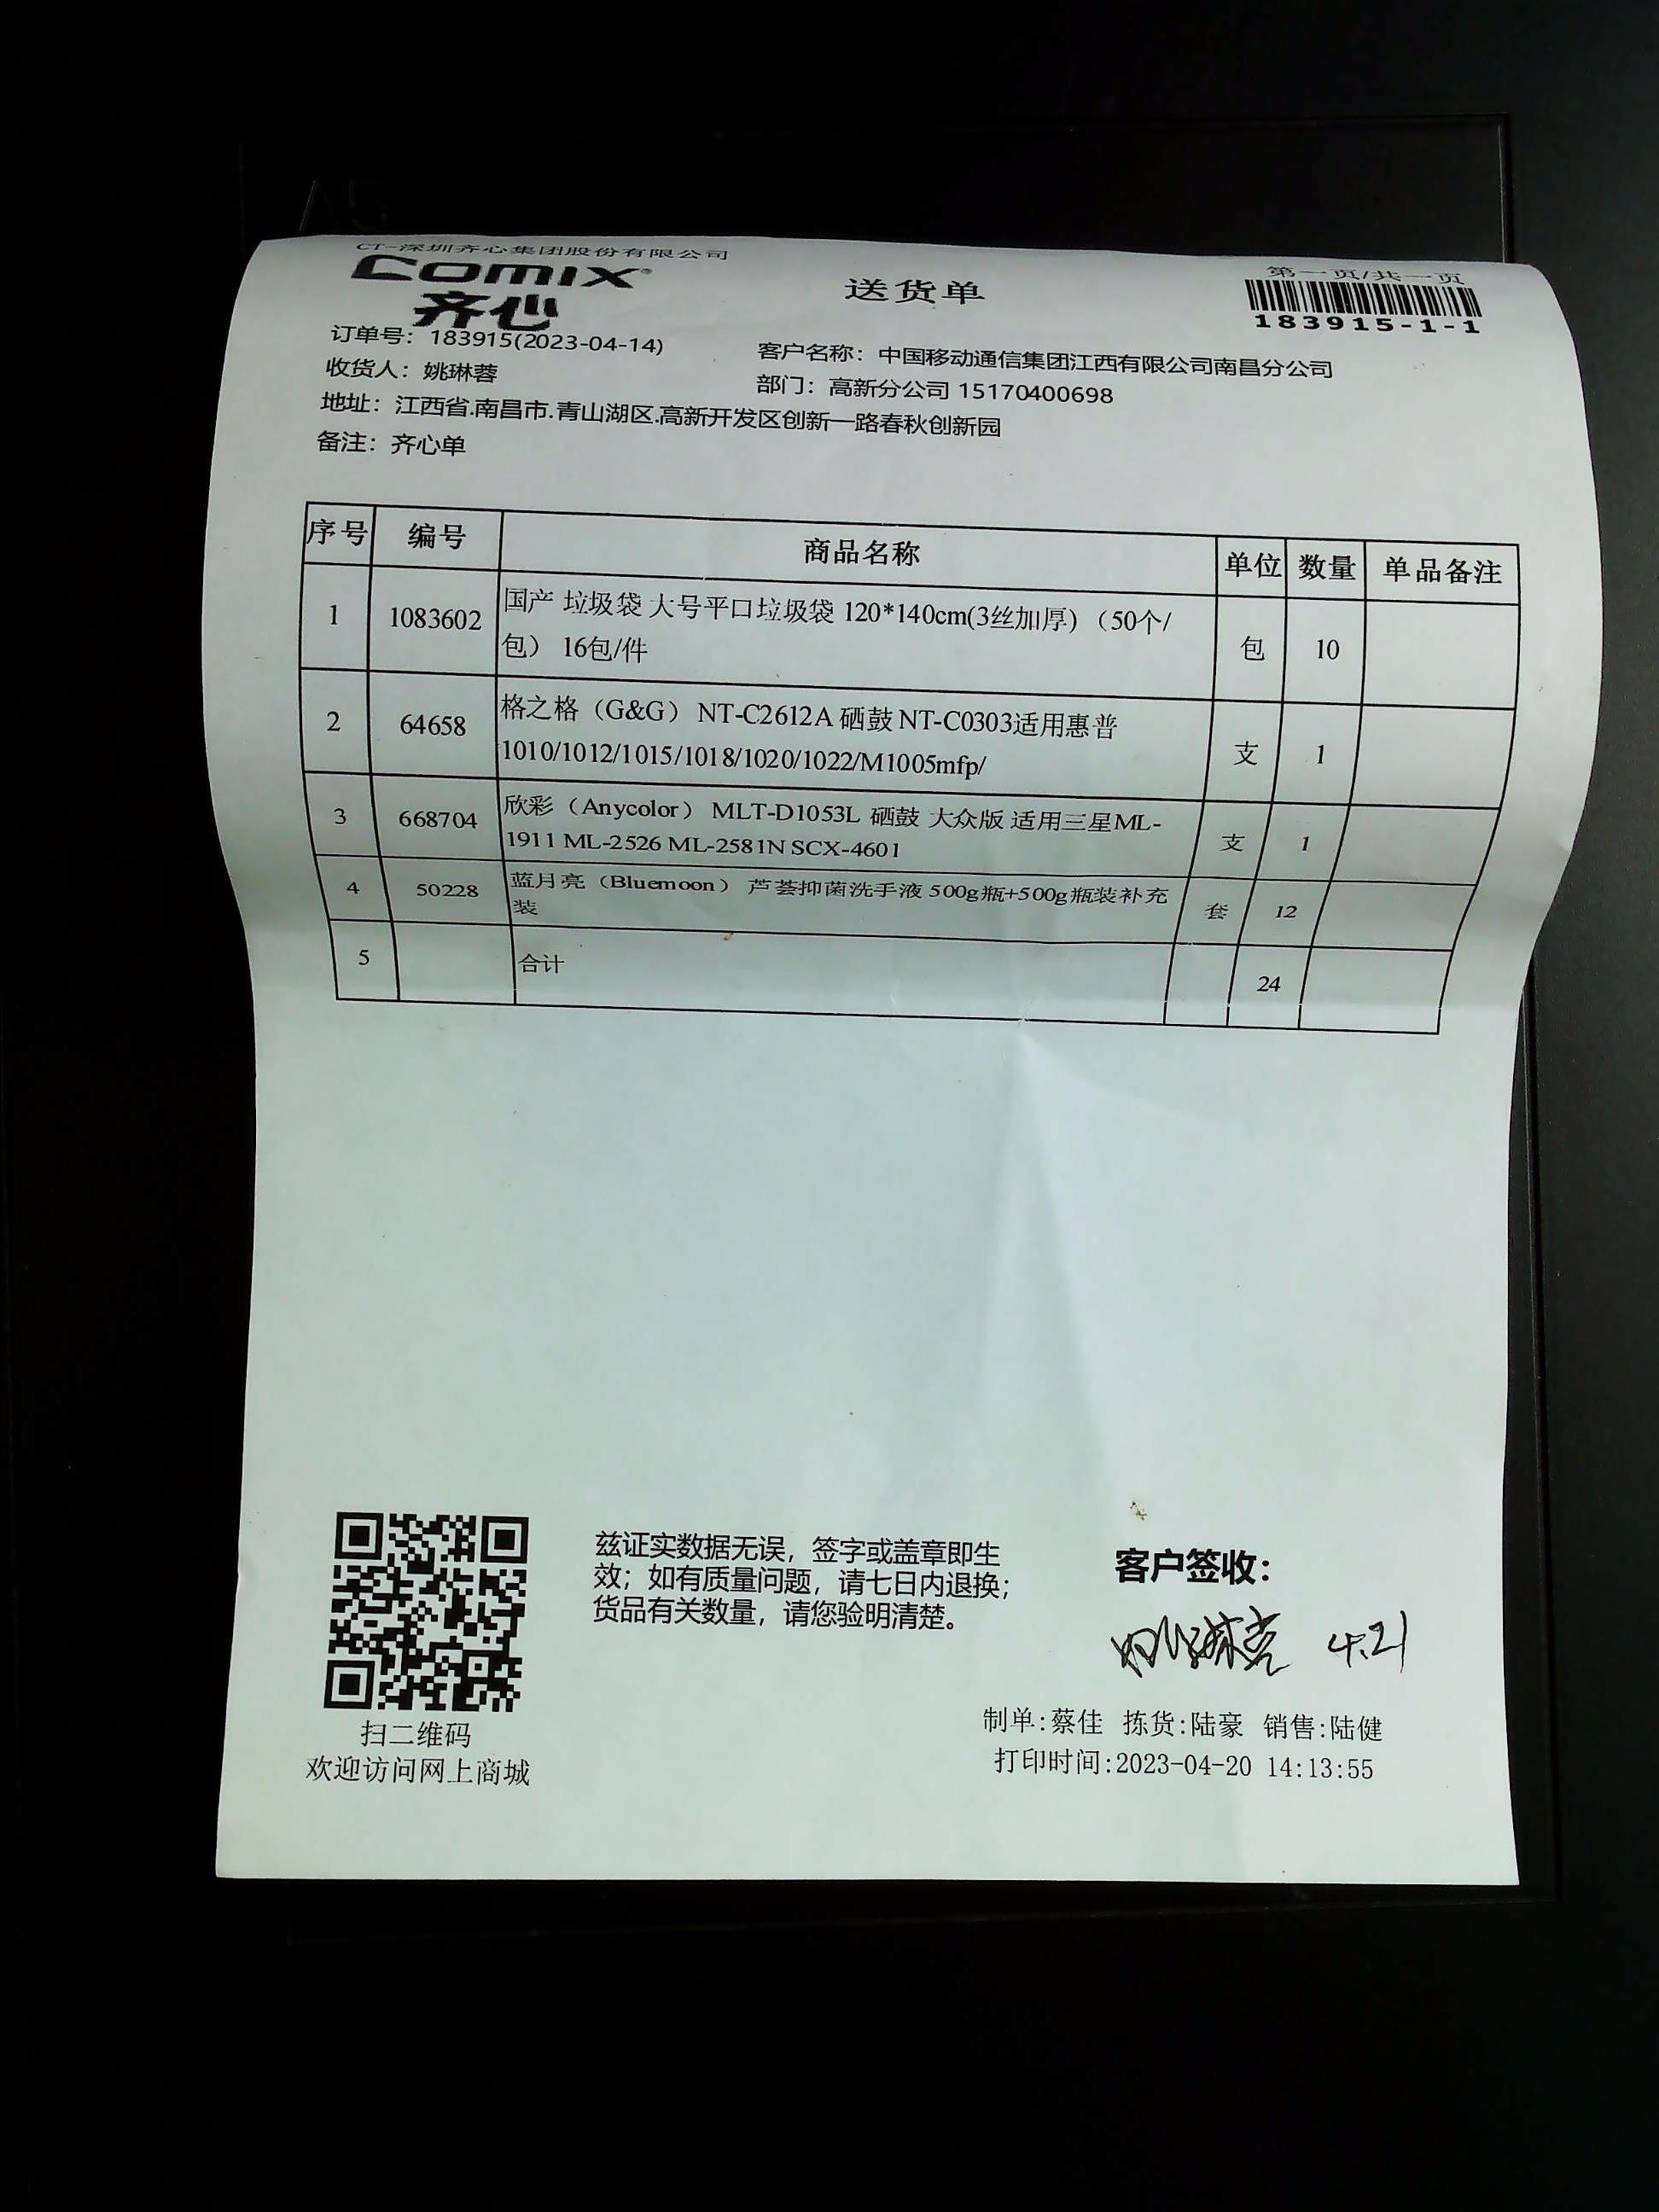 A5
CT-深圳齐心集团股份有限公司
comix®
齐心
送货单
第一页/共一页
183915-1-1
订单号：183915(2023-04-14)
客户名称：中国移动通信集团江西有限公司南昌分公司
收货人：姚琳蓉
部门：高新分公司 15170400698
地址：江西省.南昌市.青山湖区.高新开发区创新一路春秋创新园
备注：齐心单
序号 编号 商品名称 单位 数量 单品备注
1 1083602 国产 垃圾袋 大号平口垃圾袋 120*140cm(3丝加厚)（50个/
包） 16包/件 包 10
2 64658 格之格（G&G） NT-C2612A 硒鼓 NT-C0303适用惠普
1010/1012/1015/1018/1020/1022/M1005mfp/ 支 1
3 668704 欣彩（Anycolor） MLT-D1053L 硒鼓 大众版 适用三星ML-
1911 ML-2526 ML-2581N SCX-4601 支 1
4 50228 蓝月亮（Bluemoon） 芦荟抑菌洗手液 500g瓶+500g瓶装补充
装 套 12
5 合计 24
兹证实数据无误，签字或盖章即生
效；如有质量问题，请七日内退换；
货品有关数量，请您验明清楚。
客户签收：
4.21
扫二维码
欢迎访问网上商城
制单:蔡佳 拣货:陆豪 销售:陆健
打印时间:2023-04-20 14:13:55